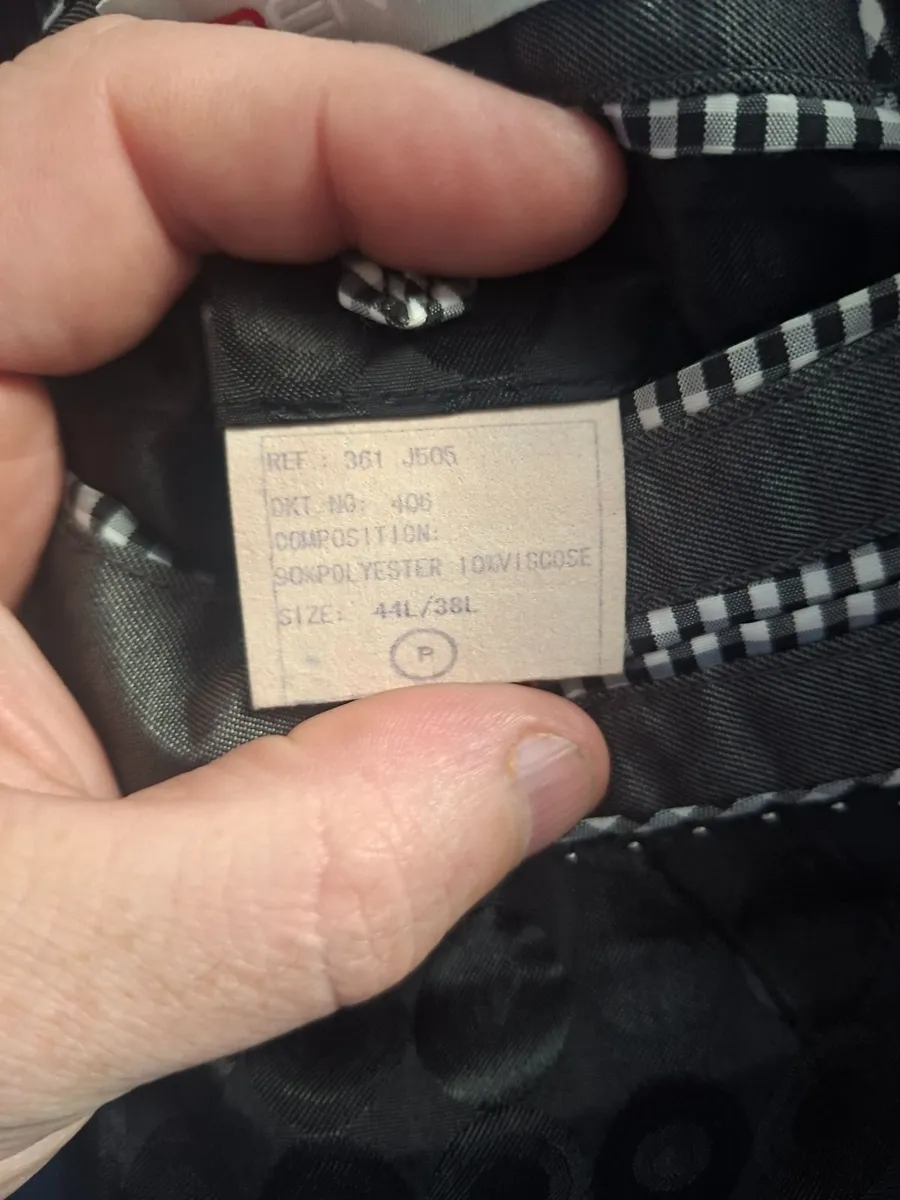 REF : 361 J505
DKT NO: 406
COMPOSITION:
90%POLYESTER 10%VISCOSE
SIZE: 44L/38L
P